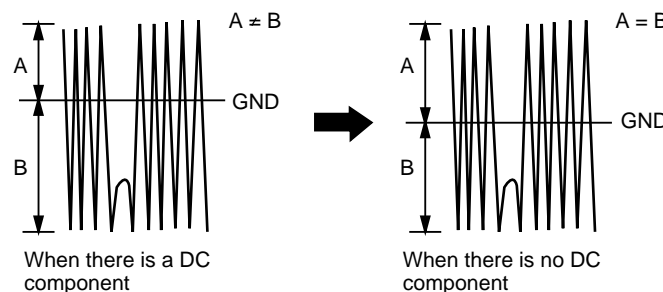 A ≠ B
A
GND
B
When there is a DC
component
A = B
A
GND
B
When there is no DC
component